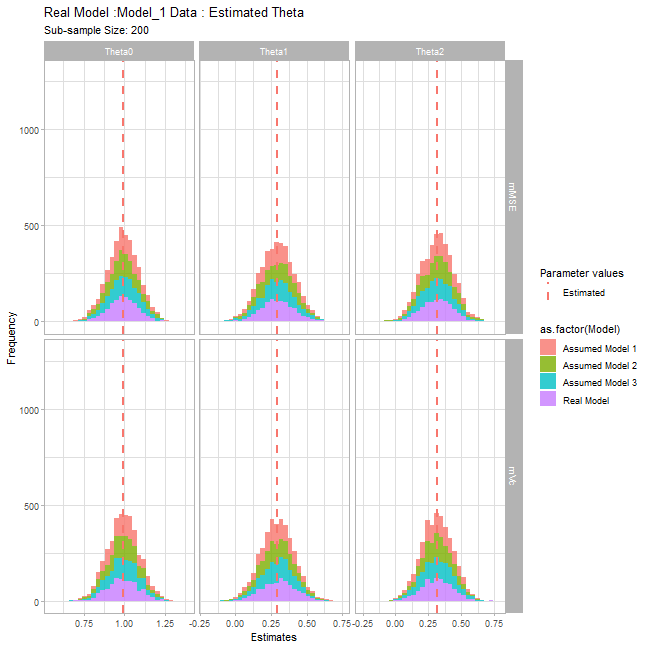 Real Model :Model_1 Data : Estimated Theta
Sub-sample Size: 200
Theta0 Theta1 Theta2
1000
500
0
mMSE
Frequency
1000
500
0
mVc
0.75 1.00 1.25 -0.25 0.00 0.25 0.50 0.75 -0.25 0.00 0.25 0.50 0.75
Estimates
Parameter values
Estimated
as.factor(Model)
Assumed Model 1
Assumed Model 2
Assumed Model 3
Real Model